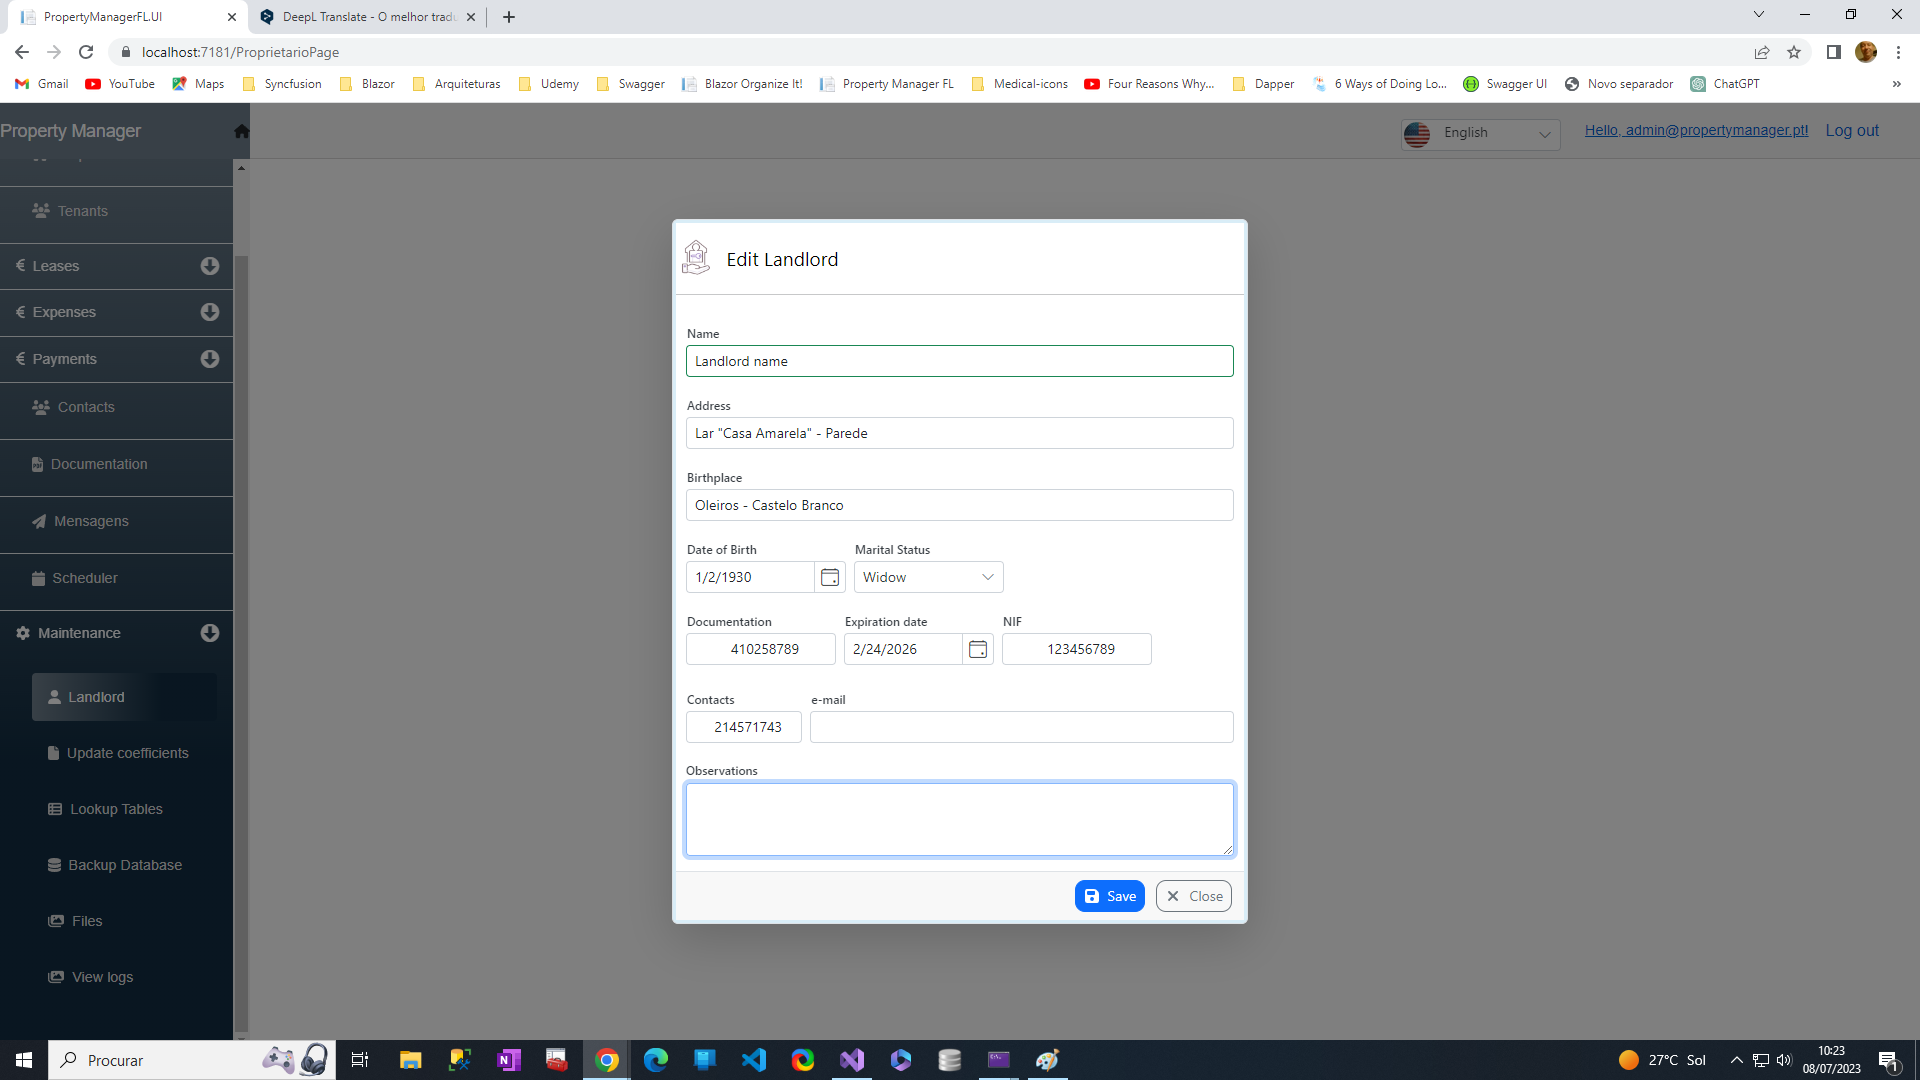 PropertyManagerFL.UI
DeepL Translate - O melhor tradu
localhost:7181/ProprietarioPage
Gmail YouTube Maps Syncfusion Blazor Arquiteturas Udemy Swagger Blazor Organize It! Property Manager FL Medical-icons Four Reasons Why... Dapper 6 Ways of Doing Lo... Swagger UI Novo separador ChatGPT »
Property Manager
English
Hello, admin@propertymanager.pt!
Log out
Tenants
€ Leases
€ Expenses
€ Payments
Contacts
Documentation
Mensagens
Scheduler
Maintenance
Landlord
Update coefficients
Lookup Tables
Backup Database
Files
View logs
Edit Landlord
Name
Landlord name
Address
Lar "Casa Amarela" - Parede
Birthplace
Oleiros - Castelo Branco
Date of Birth Marital Status
1/2/1930 Widow
Documentation Expiration date NIF
410258789 2/24/2026 123456789
Contacts e-mail
214571743
Observations
Save Close
Procurar
27°C Sol
10:23
08/07/2023
1